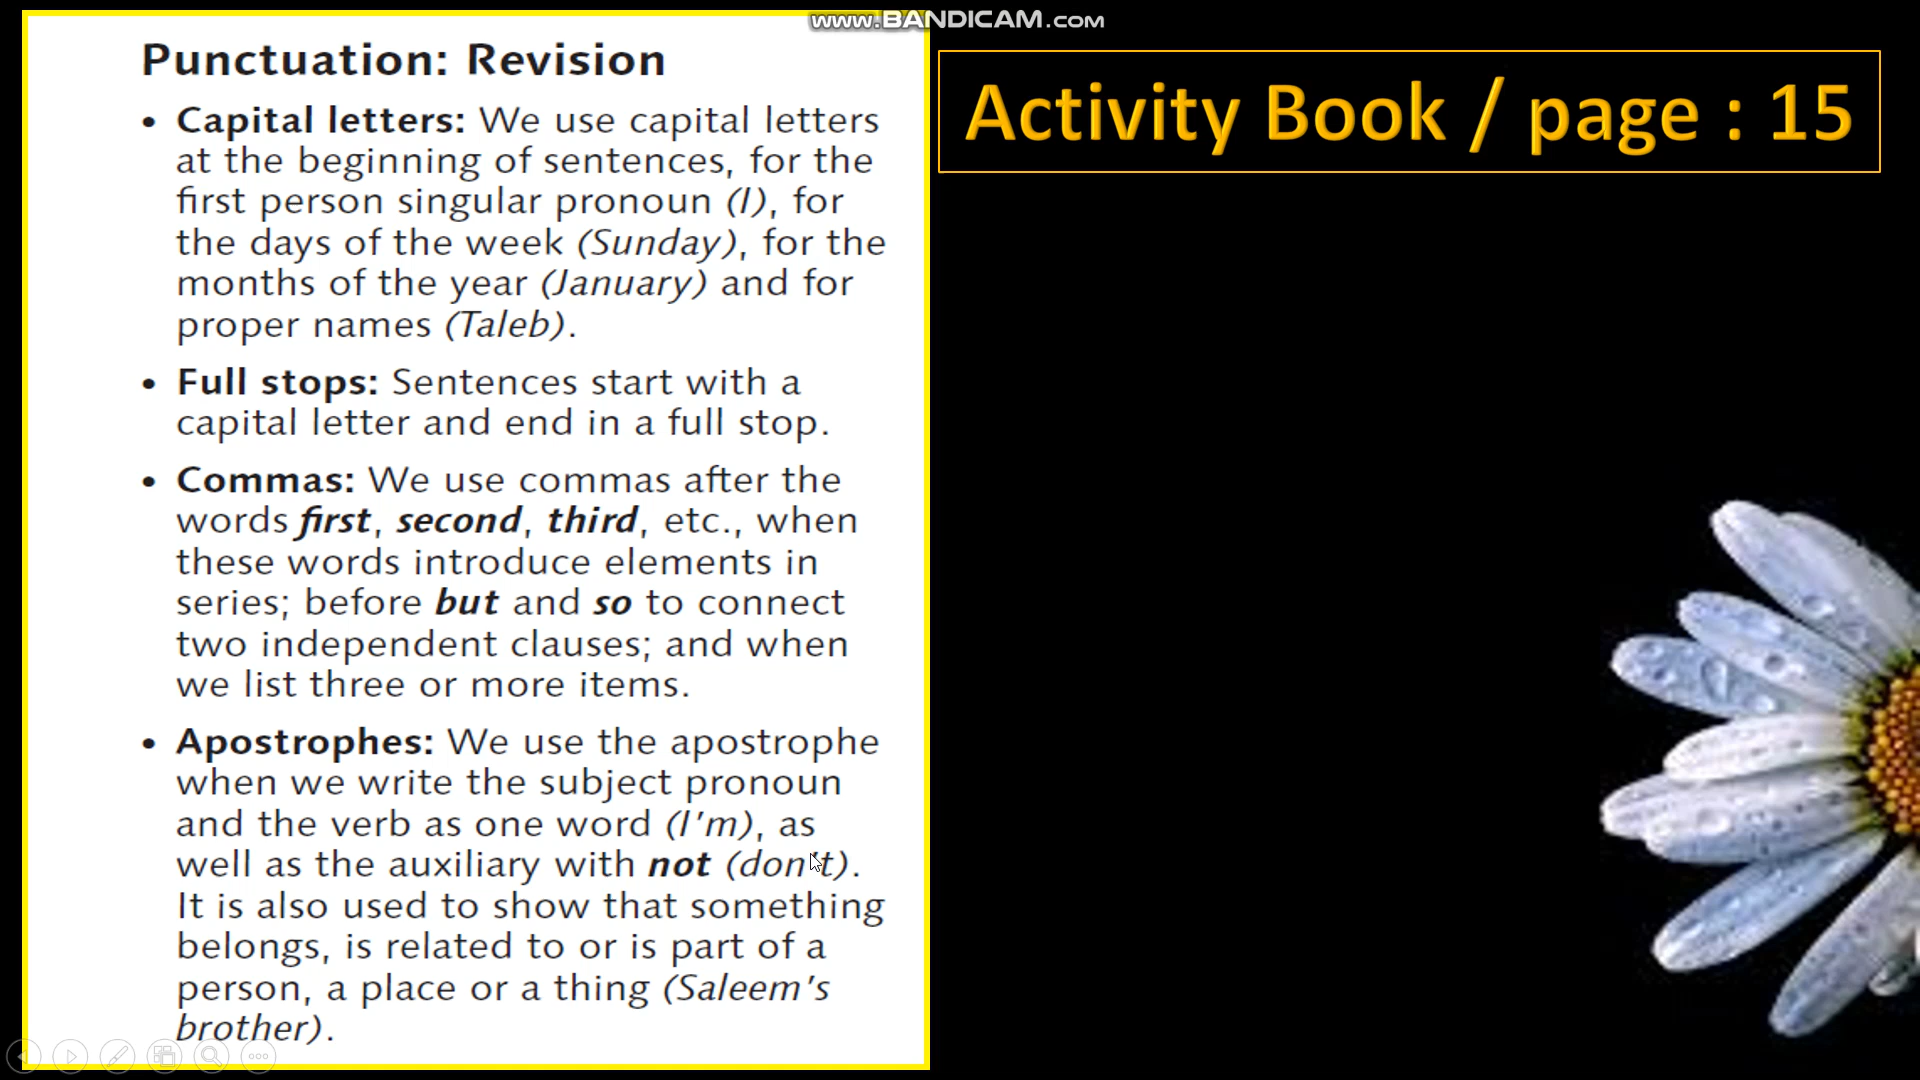 www.BANDICAM.com
Punctuation: Revision
• Capital letters: We use capital letters
at the beginning of sentences, for the
first person singular pronoun (I), for
the days of the week (Sunday), for the
months of the year (January) and for
proper names (Taleb).
• Full stops: Sentences start with a
capital letter and end in a full stop.
• Commas: We use commas after the
words first, second, third, etc., when
these words introduce elements in
series; before but and so to connect
two independent clauses; and when
we list three or more items.
• Apostrophes: We use the apostrophe
when we write the subject pronoun
and the verb as one word (I'm), as
well as the auxiliary with not (don't).
It is also used to show that something
belongs, is related to or is part of a
person, a place or a thing (Saleem's
brother).
Activity Book / page : 15